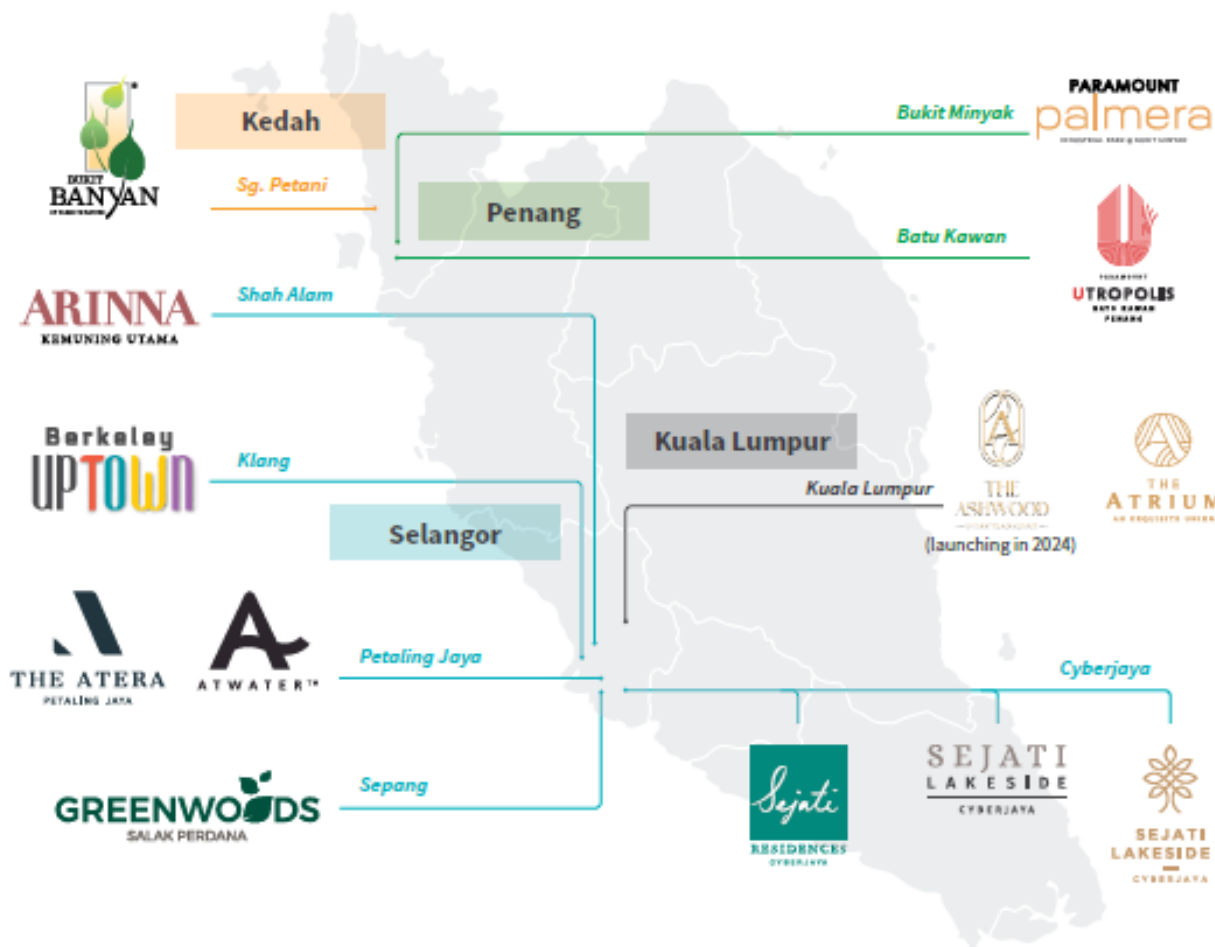 Kedah
BUKIT
BANYAN
Sg. Petani
Bukit Minyak
PARAMOUNT
palmera
Penang
Batu Kawan
PARAMOUNT
UTROPOLIS
BATU KAWAN
PENANG
ARINNA
KEMUNING UTAMA
Shah Alam
Berkeley
UPTOWN
Klang
Kuala Lumpur
Kuala Lumpur
THE
ASHWOOD
(launching in 2024)
THE
ATRIUM
Selangor
THE ATERA
PETALING JAYA
ATWATER™
Petaling Jaya
Cyberjaya
GREENWOODS
SALAK PERDANA
Sepang
Sejati
RESIDENCES
CYBERJAYA
SEJATI
LAKESIDE
CYBERJAYA
SEJATI
LAKESIDE
CYBERJAYA